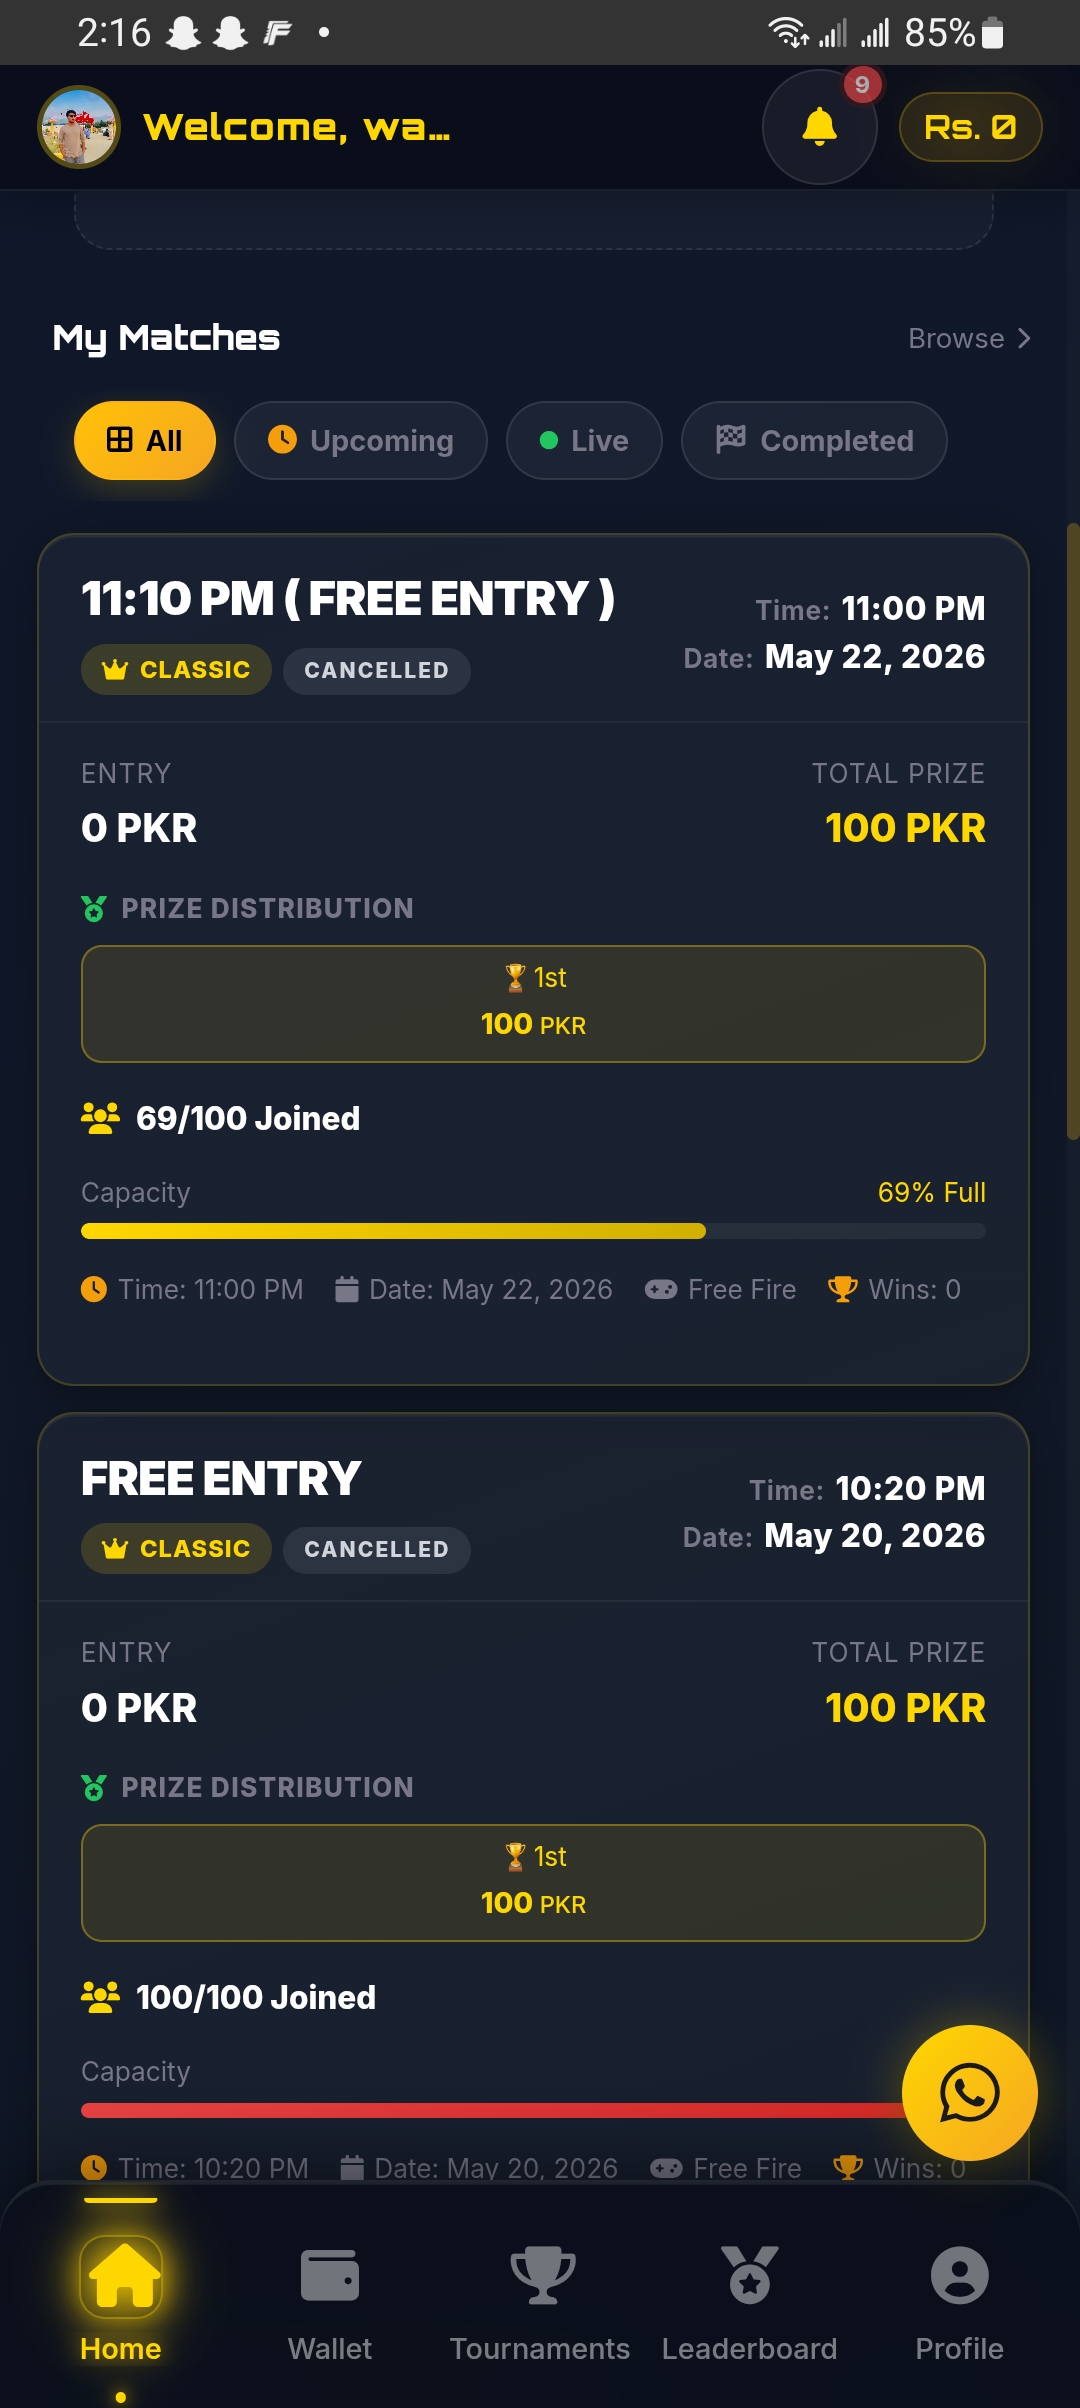 2:16
85%
Welcome, wa...
9
Rs. 0
My Matches
Browse
All
Upcoming
Live
Completed
11:10 PM ( FREE ENTRY )
Time: 11:00 PM
CLASSIC
CANCELLED
Date: May 22, 2026
ENTRY
TOTAL PRIZE
0 PKR
100 PKR
PRIZE DISTRIBUTION
1st
100 PKR
69/100 Joined
Capacity
69% Full
Time: 11:00 PM
Date: May 22, 2026
Free Fire
Wins: 0
FREE ENTRY
Time: 10:20 PM
CLASSIC
CANCELLED
Date: May 20, 2026
ENTRY
TOTAL PRIZE
0 PKR
100 PKR
PRIZE DISTRIBUTION
1st
100 PKR
100/100 Joined
Capacity
Time: 10:20 PM
Date: May 20, 2026
Free Fire
Wins: 0
Home
Wallet
Tournaments
Leaderboard
Profile